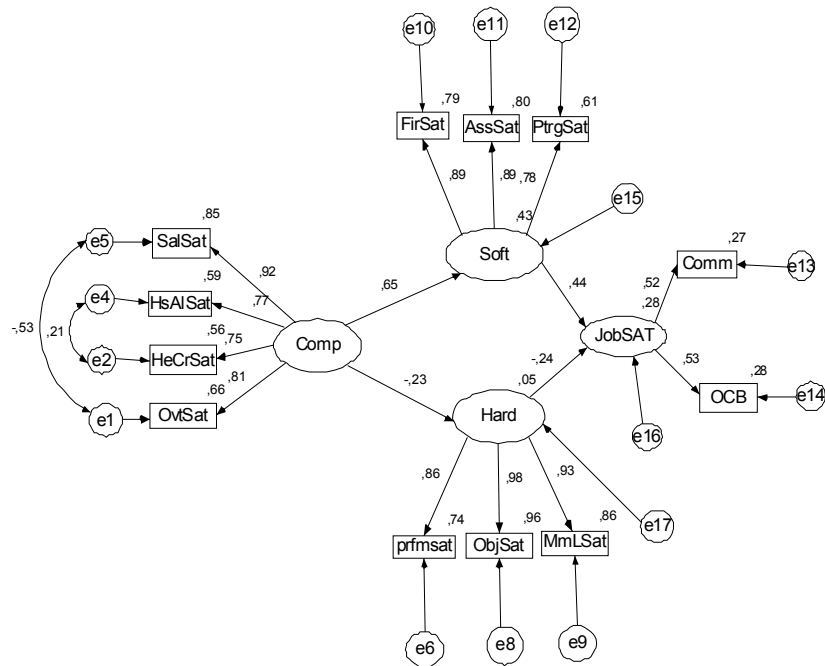 e10
e11
e12
,79
,80
,61
FirSat
AssSat
PtrgSat
,89
,89
,78
,43
e15
,85
e5
SalSat
Soft
,27
Comm
e13
,92
,59
,65
,44
,52
,28
e4
HsAlSat
,77
-,53
,21
,56
,75
Comp
JobSAT
e2
HeCrSat
-,24
,53
,28
,81
,66
-,23
,05
OCB
e14
e1
OvtSat
Hard
e16
,86
,98
,93
,74
,96
,86
e17
prfmsat
ObjSat
MmLSat
e6
e8
e9